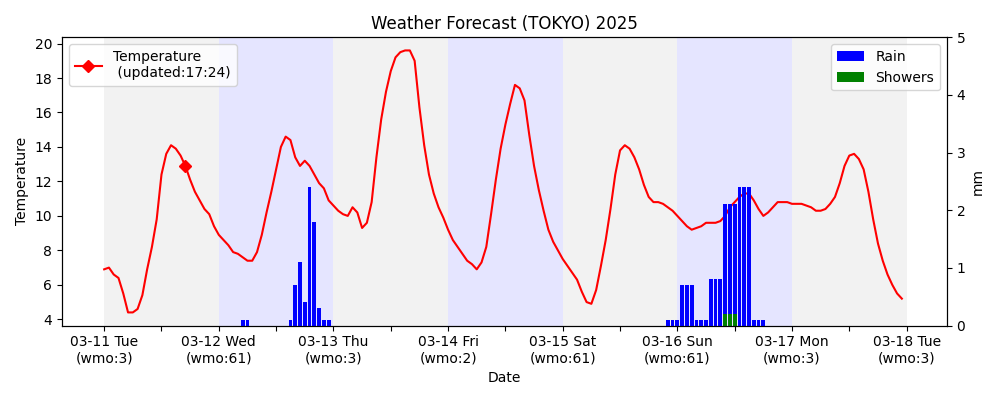 Weather Forecast (TOKYO) 2025
Temperature
(updated:17:24)
Rain
Showers
20
18
16
14
12
10
8
6
4
Temperature
5
4
3
2
1
0
mm
03-11 Tue
(wmo:3)
03-12 Wed
(wmo:61)
03-13 Thu
(wmo:3)
03-14 Fri
(wmo:2)
03-15 Sat
(wmo:61)
03-16 Sun
(wmo:61)
03-17 Mon
(wmo:3)
03-18 Tue
(wmo:3)
Date